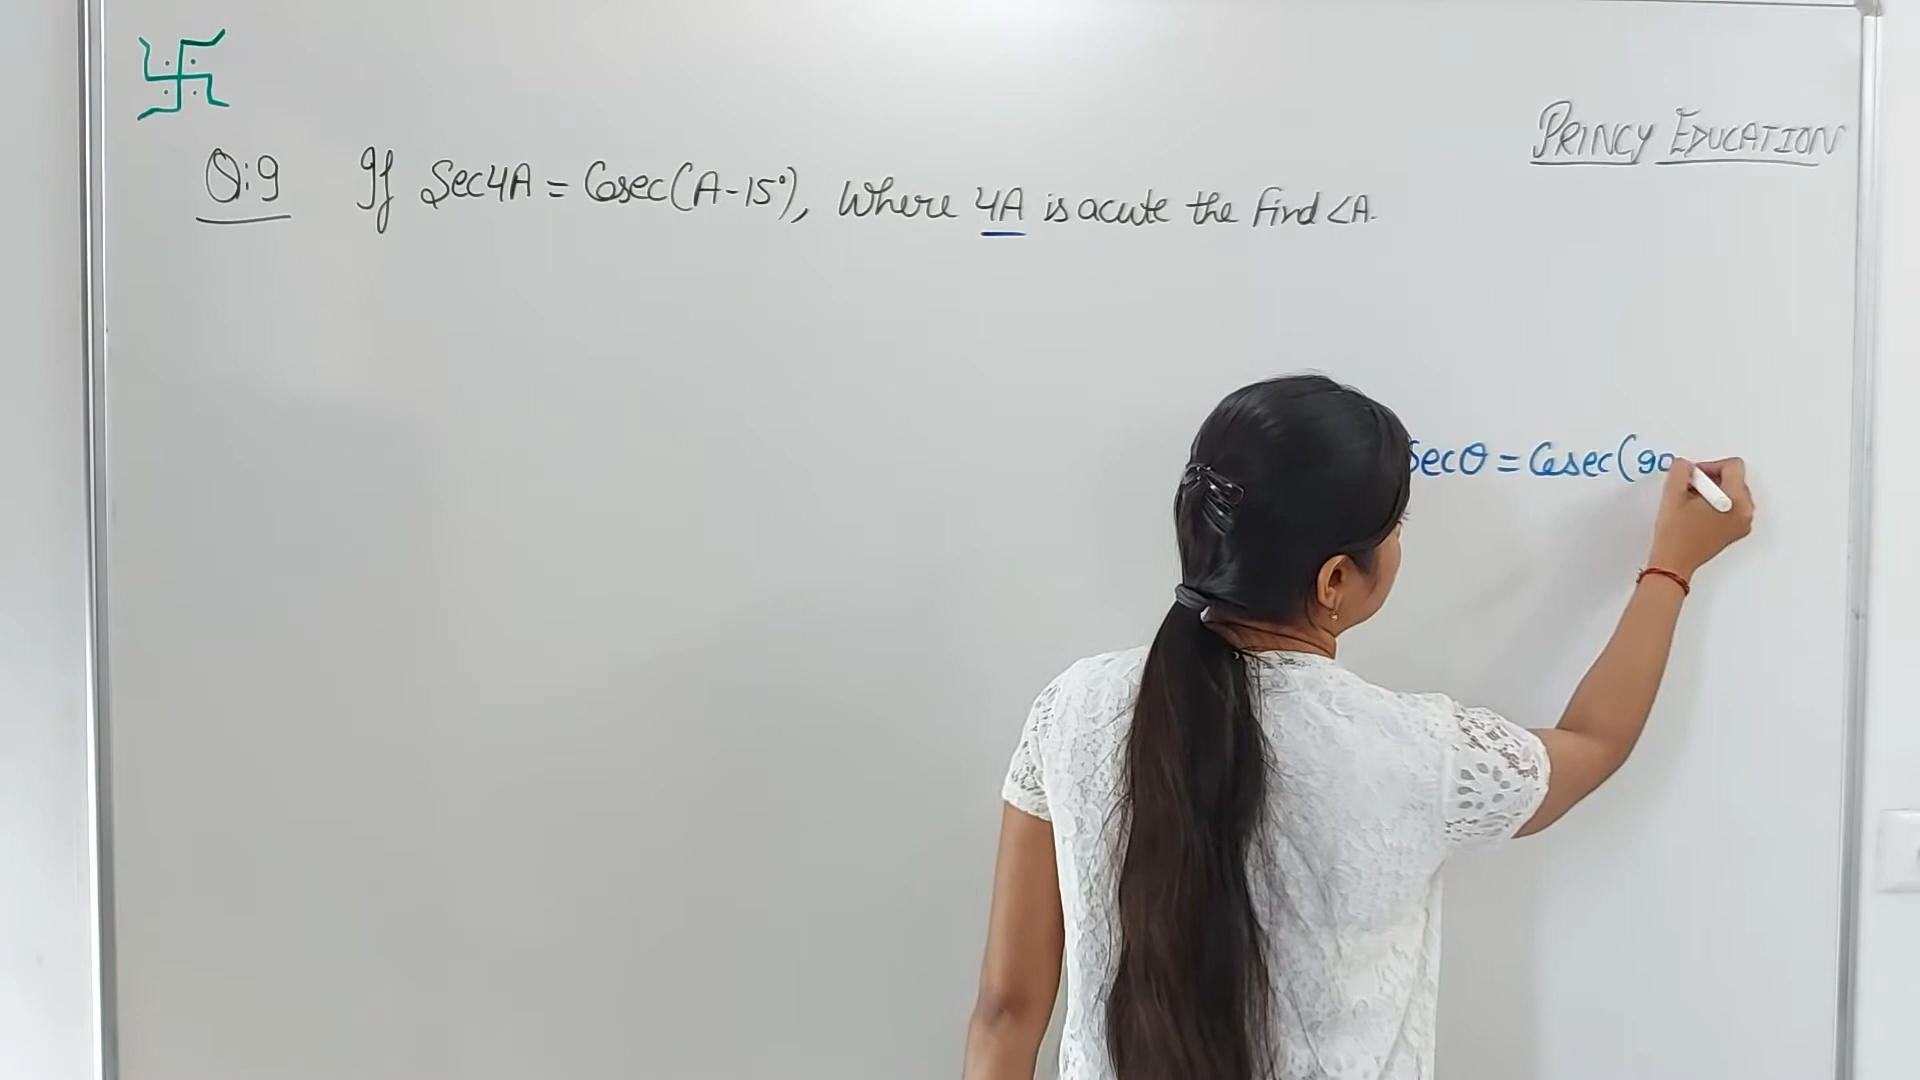 PRINCY EDUCATION
Q:9 If Sec4A = Cosec(A-15°), Where 4A is acute the find ∠A.
Secθ = Cosec(90